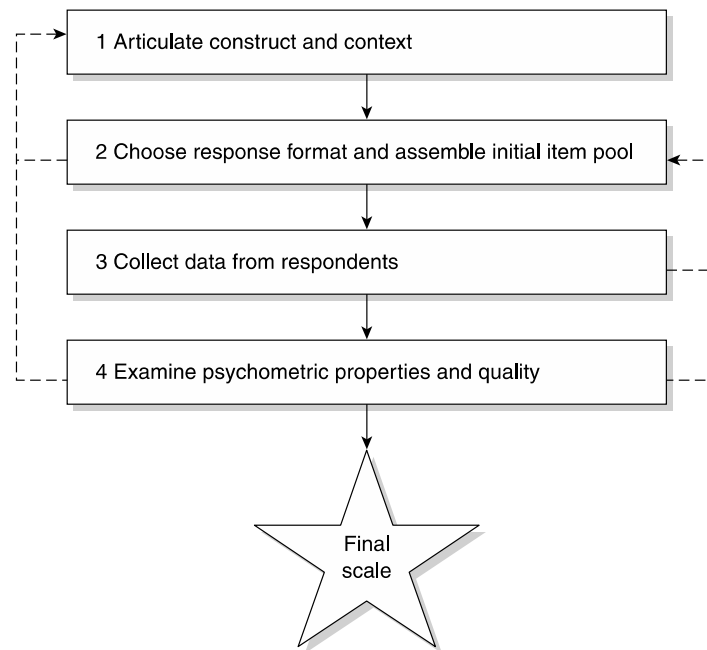 1 Articulate construct and context
2 Choose response format and assemble initial item pool
3 Collect data from respondents
4 Examine psychometric properties and quality
Final
scale